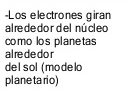 -Los electrones giran
alrededor del núcleo
como los planetas
alrededor
del sol (modelo
planetario)